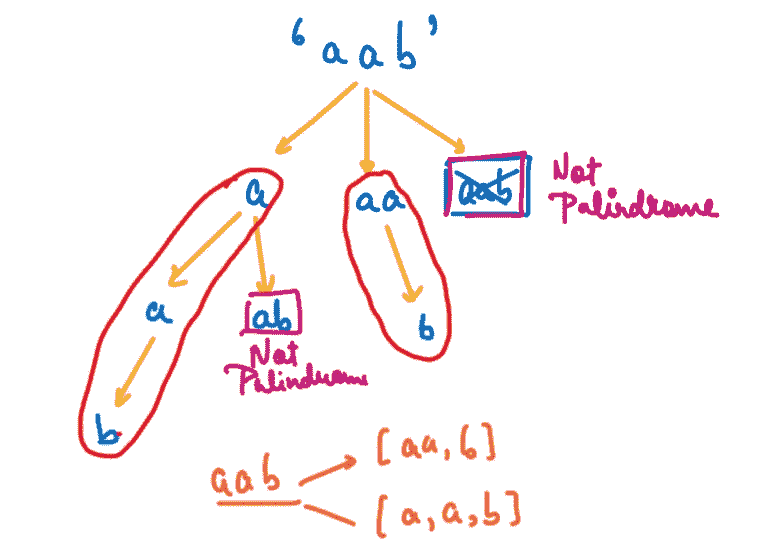 ‘aab’
a
aa
aab
Not
Palindrome
a
ab
b
Not
Palindrome
b
aab
[aa, b]
[a, a, b]